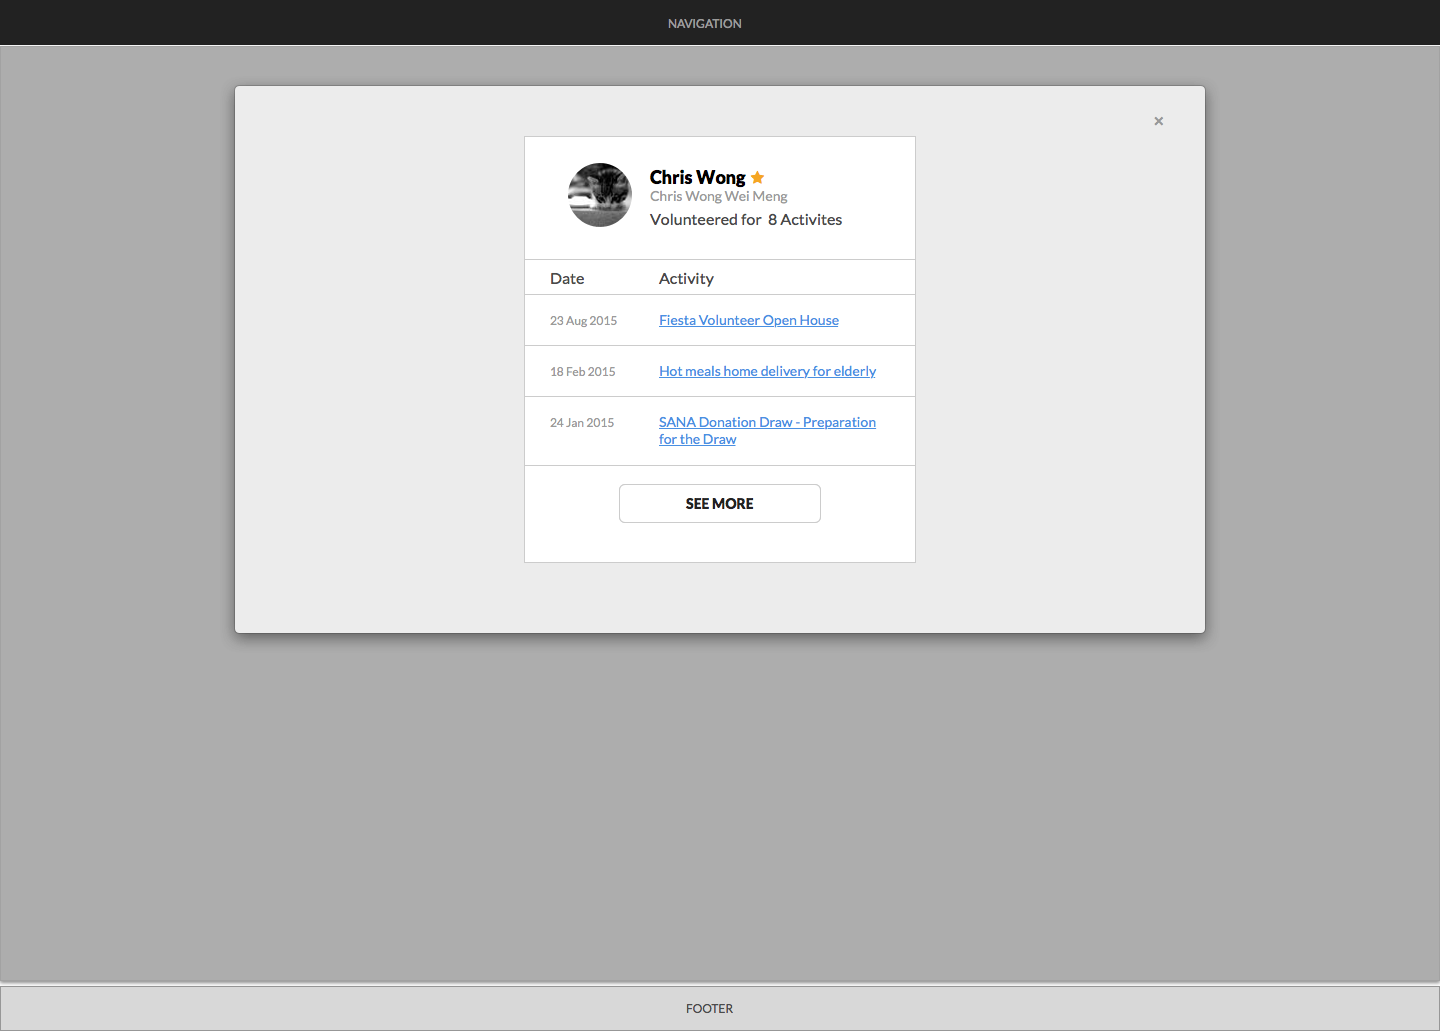 NAVIGATION
×
Chris Wong
Chris Wong Wei Meng
Volunteered for 8 Activites
Date Activity
23 Aug 2015 Fiesta Volunteer Open House
18 Feb 2015 Hot meals home delivery for elderly
24 Jan 2015 SANA Donation Draw - Preparation
for the Draw
SEE MORE
FOOTER